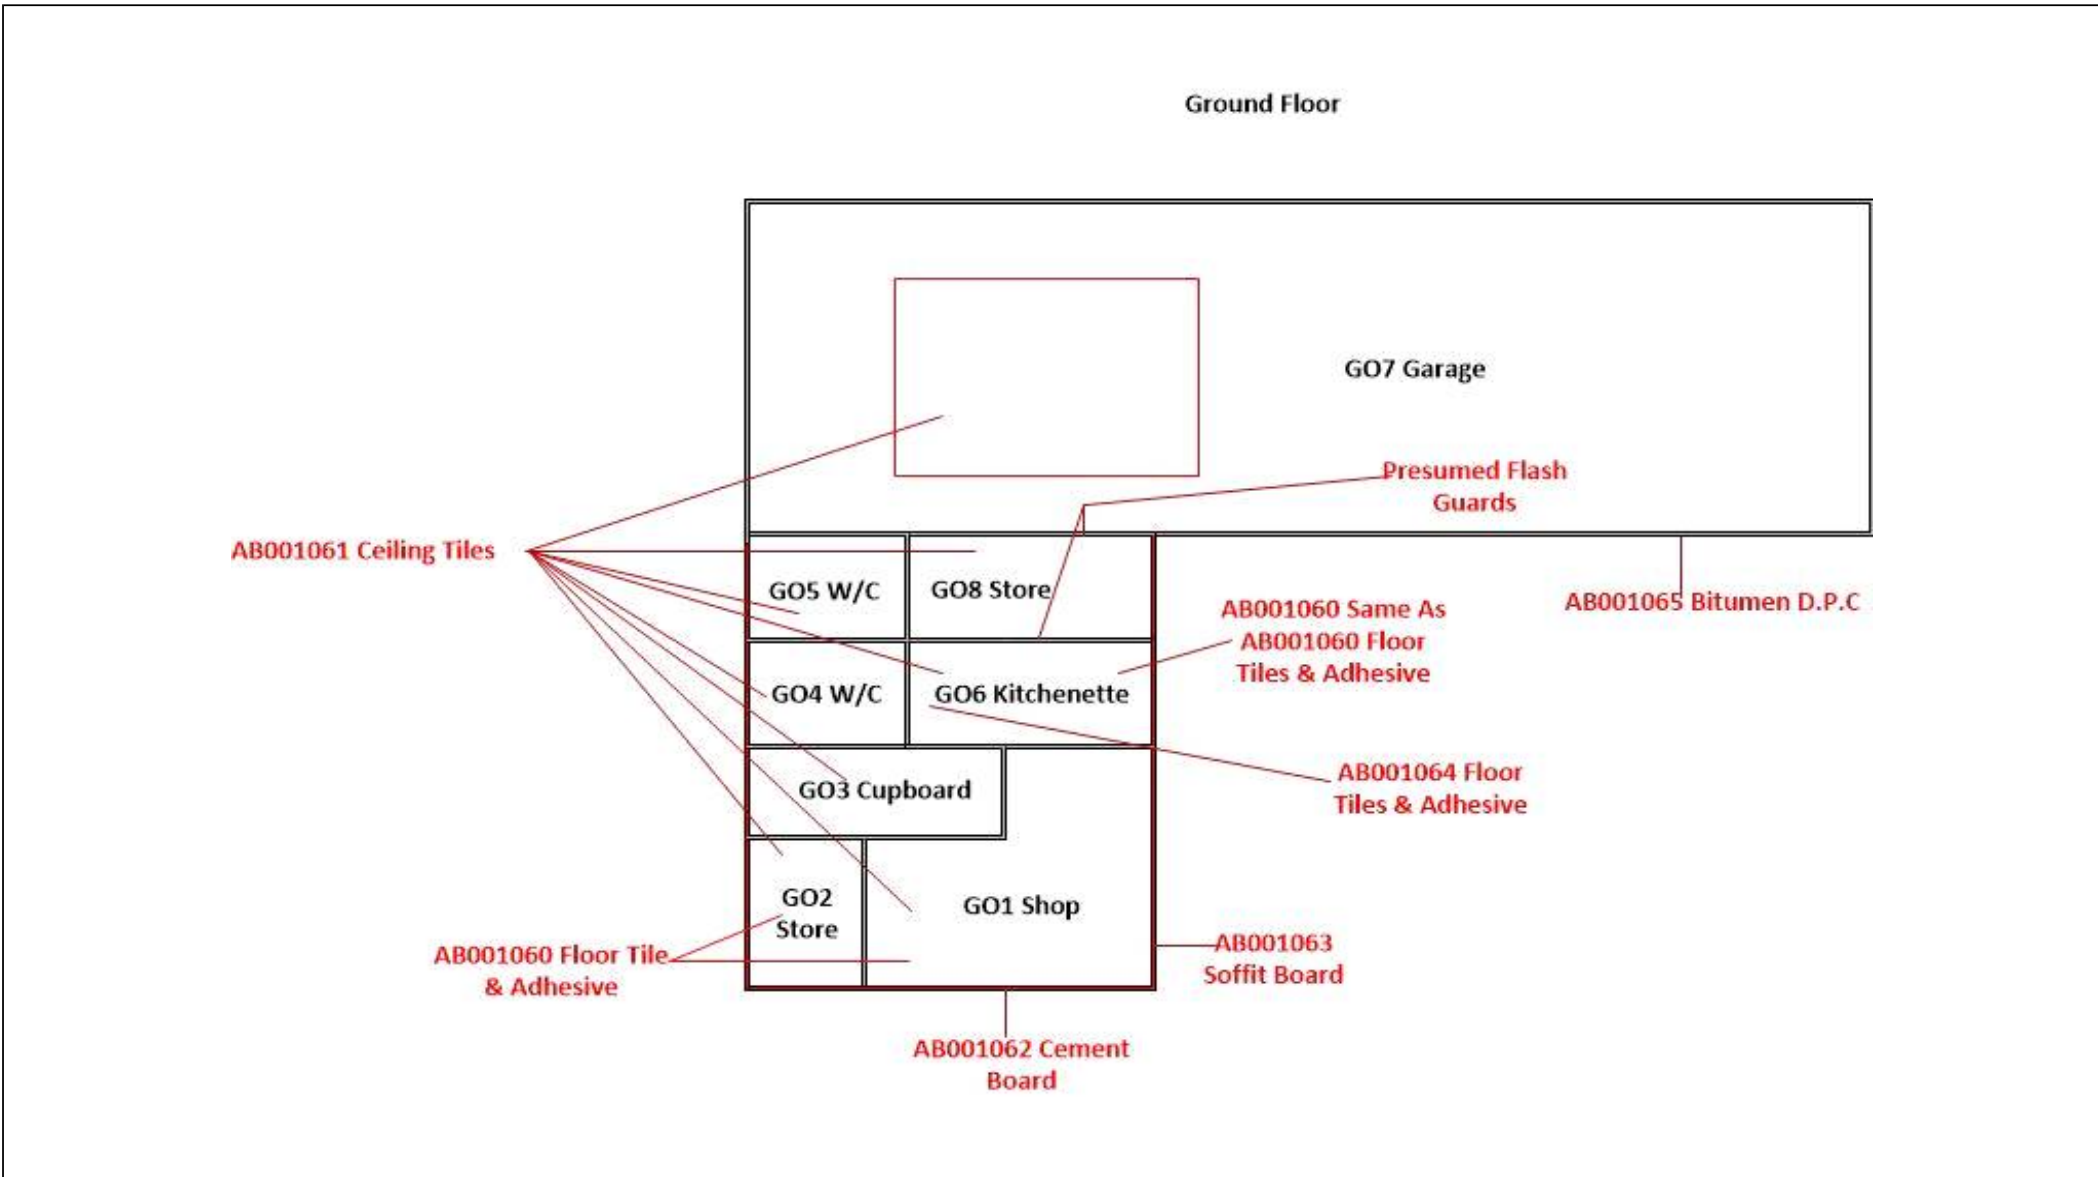 Ground Floor
GO7 Garage
Presumed Flash
Guards
AB001061 Ceiling Tiles
GO5 W/C
GO8 Store
AB001060 Same As
AB001060 Floor
Tiles & Adhesive
AB001065 Bitumen D.P.C
GO4 W/C
GO6 Kitchenette
AB001064 Floor
Tiles & Adhesive
GO3 Cupboard
GO2
Store
GO1 Shop
AB001060 Floor Tile
& Adhesive
AB001063
Soffit Board
AB001062 Cement
Board